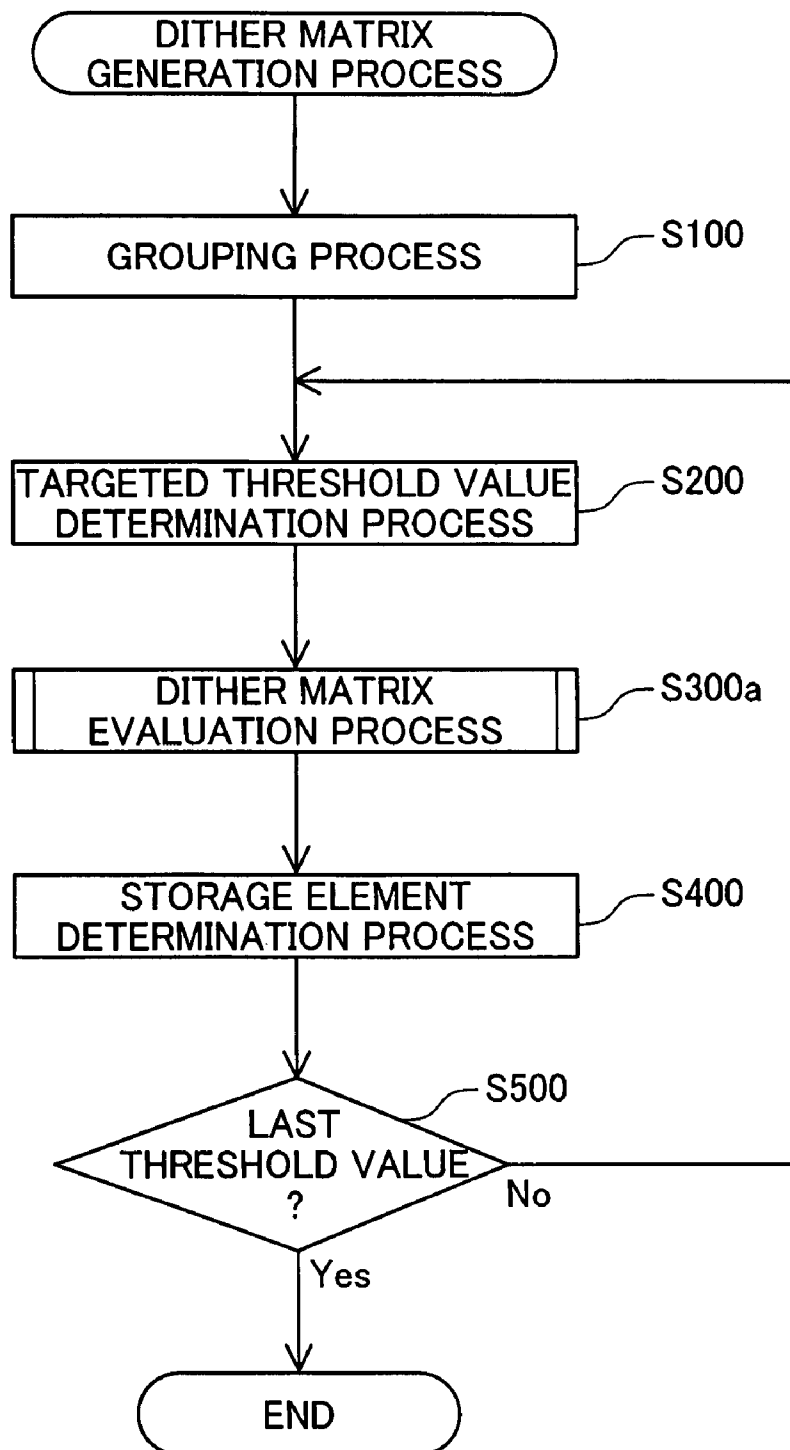 DITHER MATRIX
GENERATION PROCESS
GROUPING PROCESS
S100
TARGETED THRESHOLD VALUE
DETERMINATION PROCESS
S200
DITHER MATRIX
EVALUATION PROCESS
S300a
STORAGE ELEMENT
DETERMINATION PROCESS
S400
S500
LAST
THRESHOLD VALUE
?
No
Yes
END